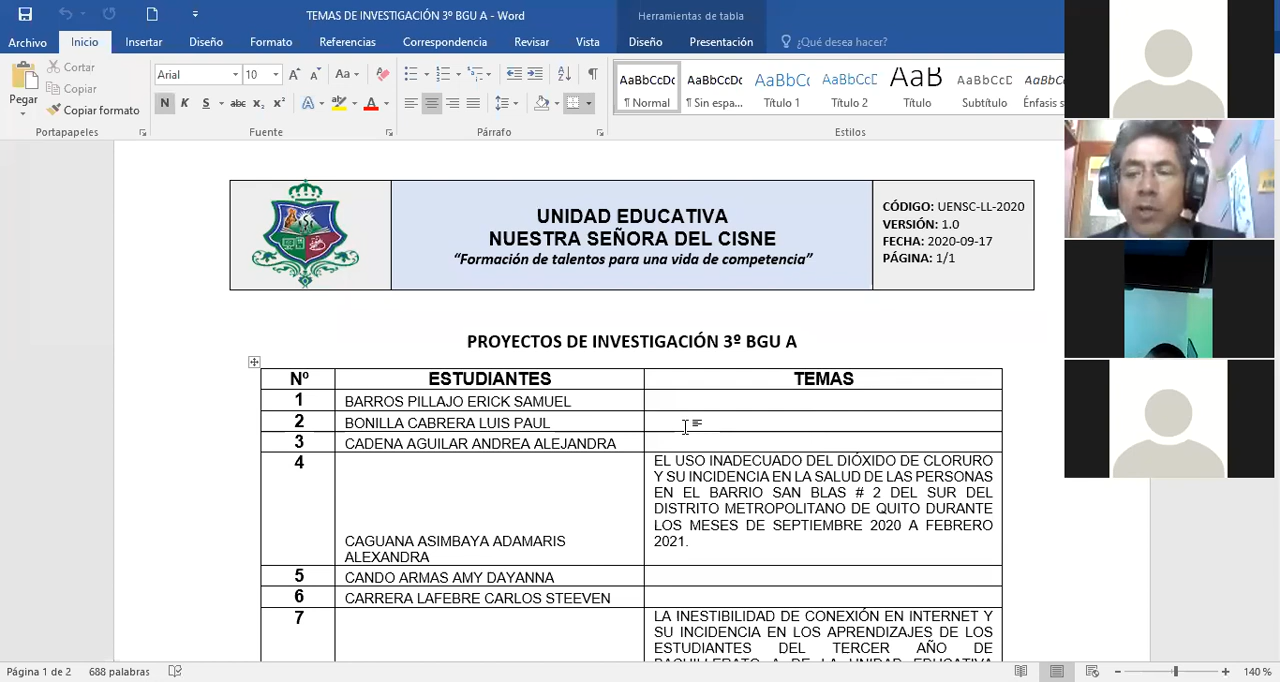 TEMAS DE INVESTIGACIÓN 3º BGU A - Word
Herramientas de tabla
Archivo Inicio Insertar Diseño Formato Referencias Correspondencia Revisar Vista Diseño Presentación ¿Qué desea hacer?
Pegar
Cortar
Copiar
Copiar formato
Portapapeles
Arial 10
N K S abc x₂ x²
Fuente
Párrafo
AaBbCcDc AaBbCcDc AaBbCc AaBbCcD AaB AaBbCcD AaBbCc
¶ Normal ¶ Sin espa... Título 1 Título 2 Título Subtítulo Énfasis s
Estilos
UNIDAD EDUCATIVA
NUESTRA SEÑORA DEL CISNE
“Formación de talentos para una vida de competencia”
CÓDIGO: UENSC-LL-2020
VERSIÓN: 1.0
FECHA: 2020-09-17
PÁGINA: 1/1
PROYECTOS DE INVESTIGACIÓN 3º BGU A
Nº ESTUDIANTES TEMAS
1 BARROS PILLAJO ERICK SAMUEL
2 BONILLA CABRERA LUIS PAUL
3 CADENA AGUILAR ANDREA ALEJANDRA
4 CAGUANA ASIMBAYA ADAMARIS
ALEXANDRA
EL USO INADECUADO DEL DIÓXIDO DE CLORURO
Y SU INCIDENCIA EN LA SALUD DE LAS PERSONAS
EN EL BARRIO SAN BLAS # 2 DEL SUR DEL
DISTRITO METROPOLITANO DE QUITO DURANTE
LOS MESES DE SEPTIEMBRE 2020 A FEBRERO
2021.
5 CANDO ARMAS AMY DAYANNA
6 CARRERA LAFEBRE CARLOS STEEVEN
7
LA INESTIBILIDAD DE CONEXIÓN EN INTERNET Y
SU INCIDENCIA EN LOS APRENDIZAJES DE LOS
ESTUDIANTES DEL TERCER AÑO DE
BACHILLERATO A DE LA UNIDAD EDUCATIVA
Página 1 de 2 688 palabras 140 %